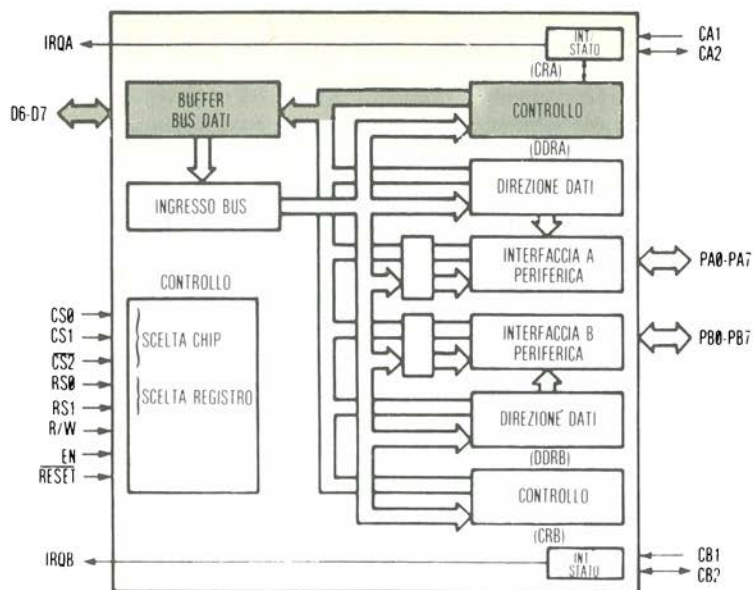 IRQA
INT/
STATO
CA1
CA2
(CRA)
D6-D7
BUFFER
BUS DATI
CONTROLLO
(DDRA)
INGRESSO BUS
DIREZIONE DATI
INTERFACCIA A
PERIFERICA
PA0-PA7
CONTROLLO
CS0
CS1
CS2
RS0
RS1
R/W
EN
RESET
SCELTA CHIP
SCELTA REGISTRO
INTERFACCIA B
PERIFERICA
PB0-PB7
DIREZIONE DATI
(DDRB)
CONTROLLO
(CRB)
IRQB
INT
STATO
CB1
CB2